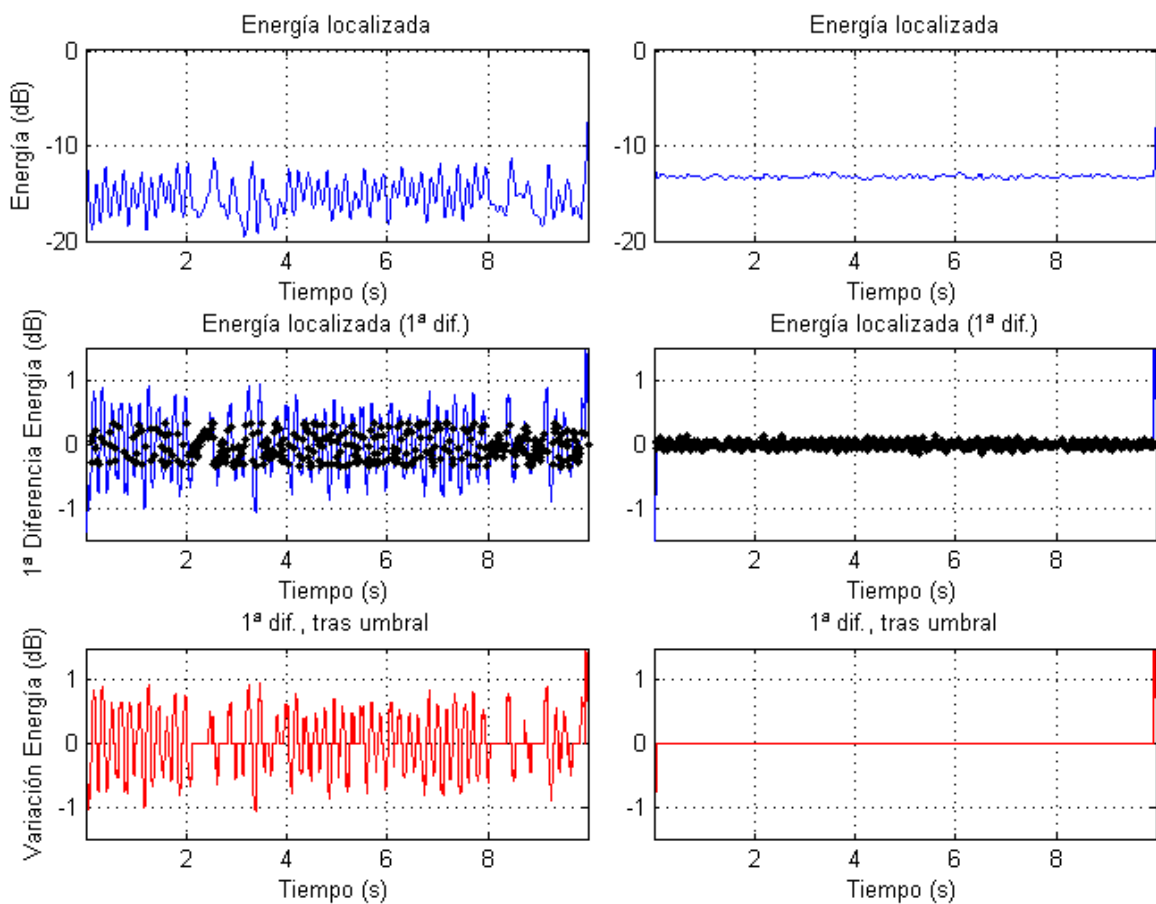 Energía localizada
Energía (dB)
0
-10
-20
2 4 6 8
Tiempo (s)
Energía localizada
0
-10
-20
2 4 6 8
Tiempo (s)
Energía localizada (1ª dif.)
1ª Diferencia Energía (dB)
1
0
-1
2 4 6 8
Tiempo (s)
Energía localizada (1ª dif.)
1
0
-1
2 4 6 8
Tiempo (s)
1ª dif., tras umbral
Variación Energía (dB)
1
0
-1
2 4 6 8
Tiempo (s)
1ª dif., tras umbral
1
0
-1
2 4 6 8
Tiempo (s)